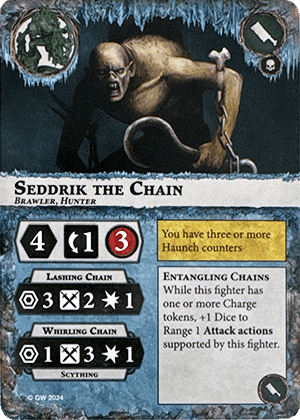 SEDDRIK THE CHAIN
BRAWLER, HUNTER
4 1 3
You have three or more
Haunch counters
LASHING CHAIN
3 2 1
WHIRLING CHAIN
1 3 1
SCYTHING
ENTANGLING CHAINS
While this fighter has
one or more Charge
tokens, +1 Dice to
Range 1 Attack actions
supported by this fighter.
© GW 2024